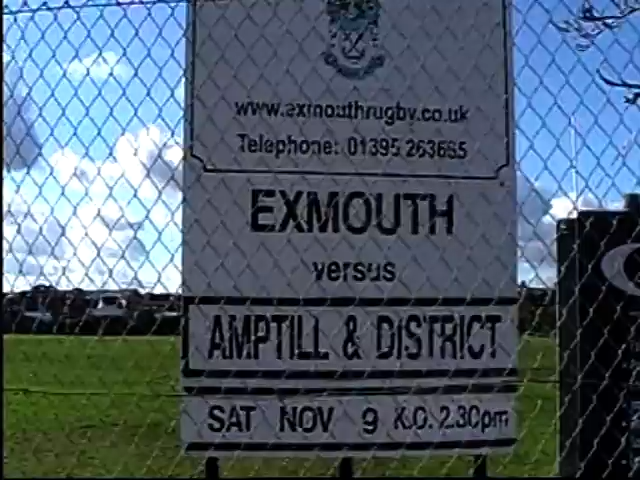 www.exmouthrugby.co.uk
Telephone: 01395 263665
EXMOUTH
versus
AMPTILL & DISTRICT
SAT NOV 9 K.O. 2.30pm